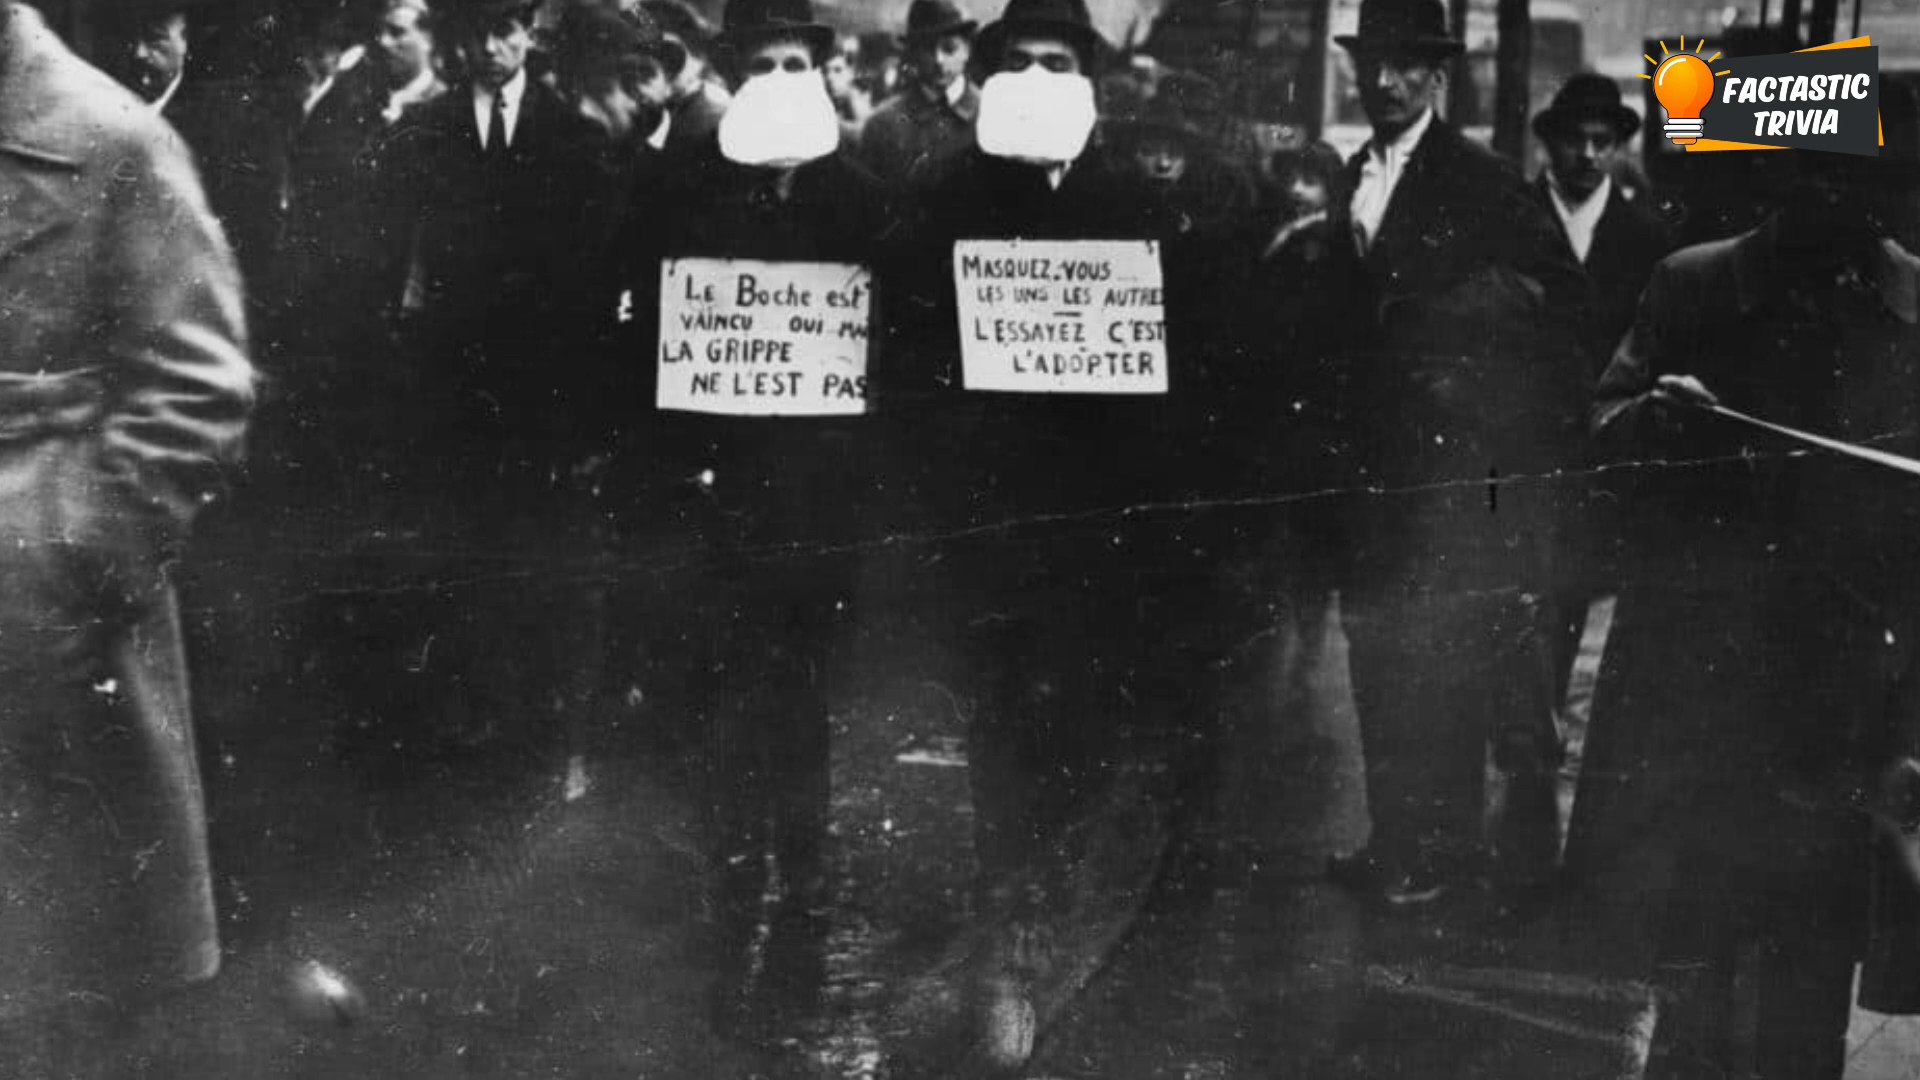 Le Boche est
VAINCU OUI MA
LA GRIPPE
NE L'EST PAS
MASQUEZ-VOUS
LES UNS LES AUTRES
L'ESSAYEZ C'EST
L'ADOPTER
FACTASTIC
TRIVIA